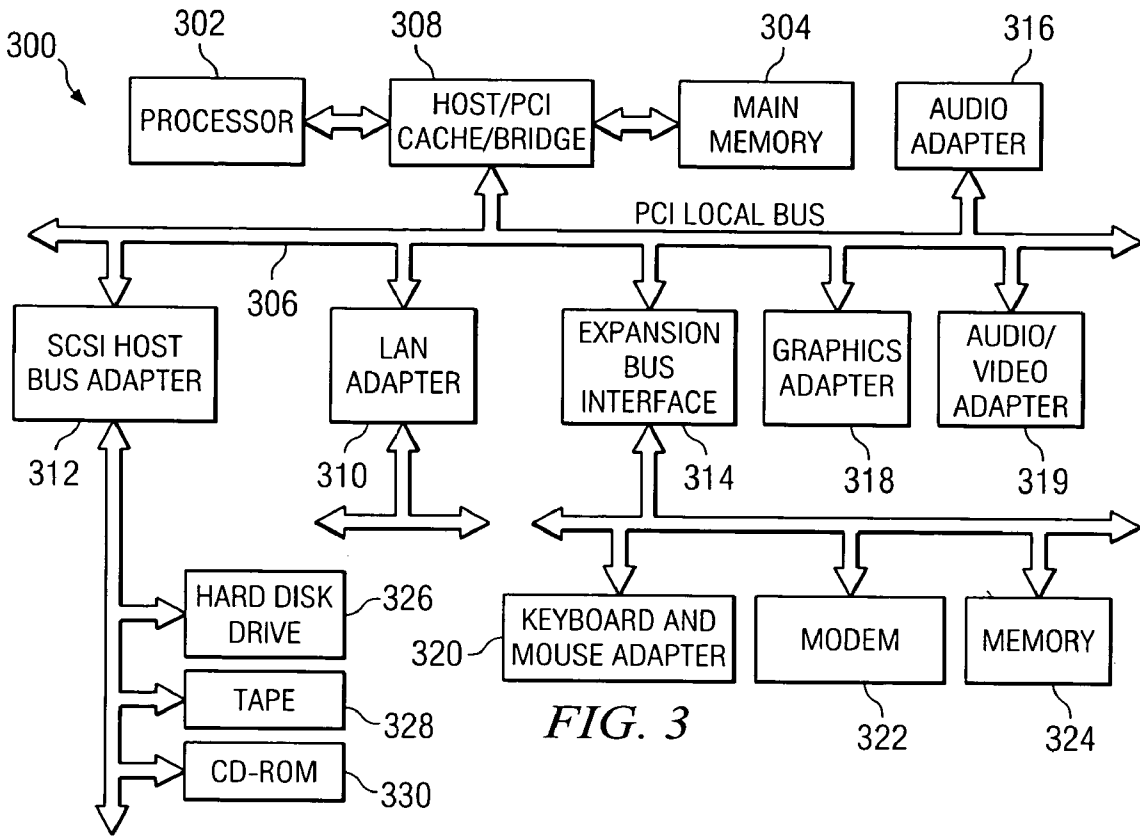 300
302
308
304
316
PROCESSOR
HOST/PCI
CACHE/BRIDGE
MAIN
MEMORY
AUDIO
ADAPTER
PCI LOCAL BUS
306
SCSI HOST
BUS ADAPTER
LAN
ADAPTER
EXPANSION
BUS
INTERFACE
GRAPHICS
ADAPTER
AUDIO/
VIDEO
ADAPTER
312
310
314
318
319
HARD DISK
DRIVE
326
320
KEYBOARD AND
MOUSE ADAPTER
MODEM
MEMORY
TAPE
328
FIG. 3
322
324
CD-ROM
330